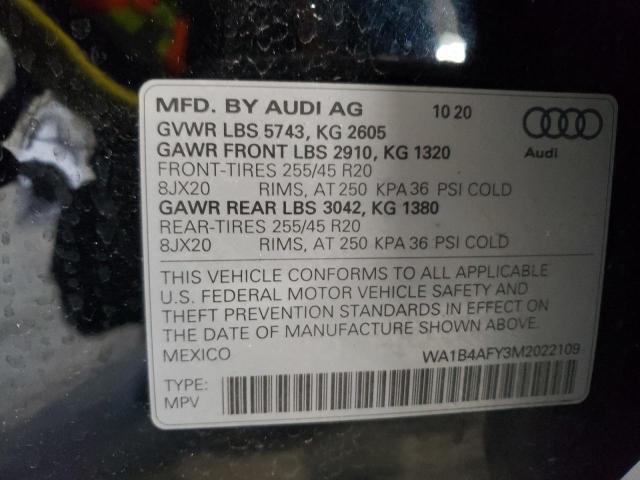 MFD. BY AUDI AG 10 20
GVWR LBS 5743, KG 2605
GAWR FRONT LBS 2910, KG 1320
FRONT-TIRES 255/45 R20
8JX20 RIMS, AT 250 KPA 36 PSI COLD
GAWR REAR LBS 3042, KG 1380
REAR-TIRES 255/45 R20
8JX20 RIMS, AT 250 KPA 36 PSI COLD
Audi
THIS VEHICLE CONFORMS TO ALL APPLICABLE
U.S. FEDERAL MOTOR VEHICLE SAFETY AND
THEFT PREVENTION STANDARDS IN EFFECT ON
THE DATE OF MANUFACTURE SHOWN ABOVE.
MEXICO WA1B4AFY3M2022109
TYPE:
MPV